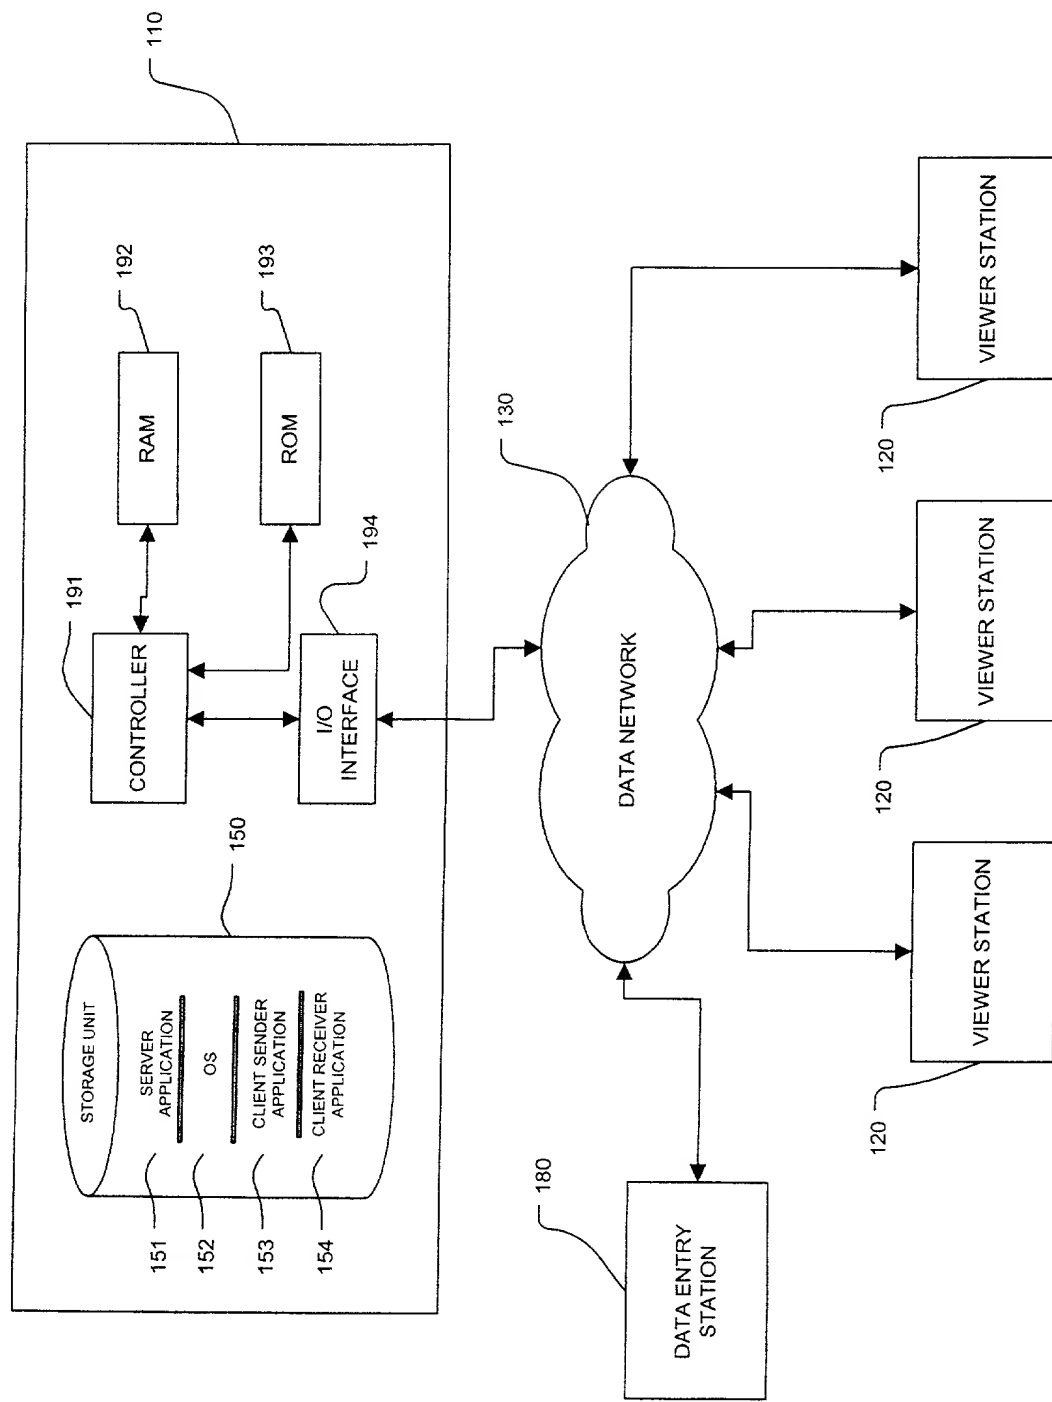 110
STORAGE UNIT
SERVER
APPLICATION
OS
CLIENT SENDER
APPLICATION
CLIENT RECEIVER
APPLICATION
151
152
153
154
150
191
CONTROLLER
192
RAM
193
ROM
194
I/O
INTERFACE
130
DATA NETWORK
180
DATA ENTRY
STATION
120
VIEWER STATION
120
VIEWER STATION
120
VIEWER STATION